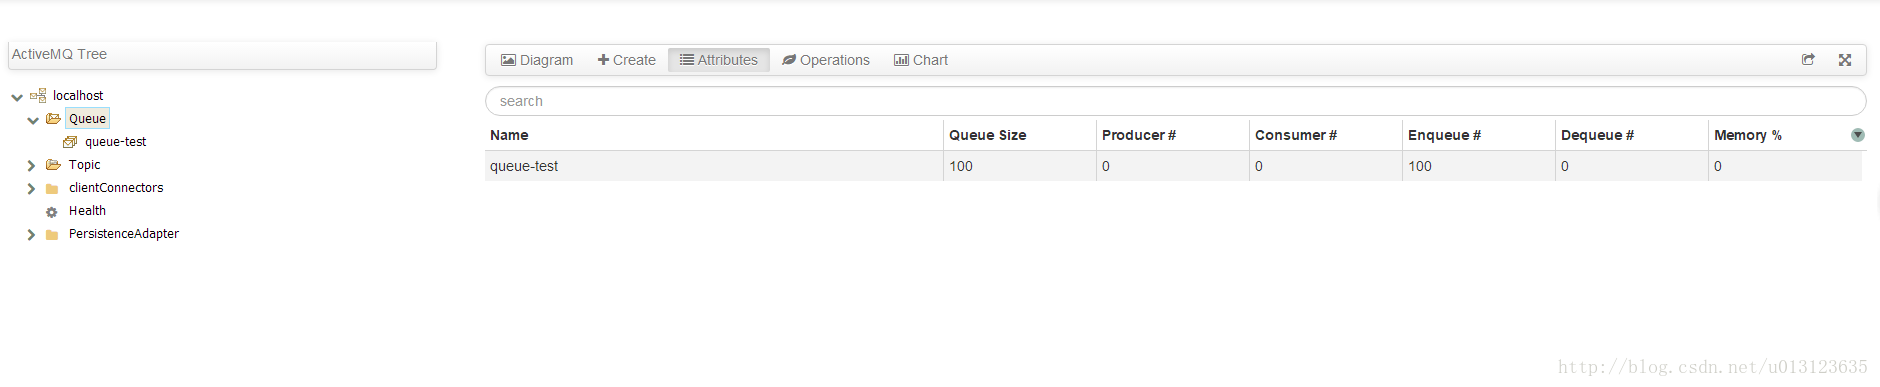 ActiveMQ Tree
localhost
Queue
queue-test
Topic
clientConnectors
Health
PersistenceAdapter
Diagram Create Attributes Operations Chart
search
Name Queue Size Producer # Consumer # Enqueue # Dequeue # Memory %
queue-test 100 0 0 100 0 0
http://blog.csdn.net/u013123635